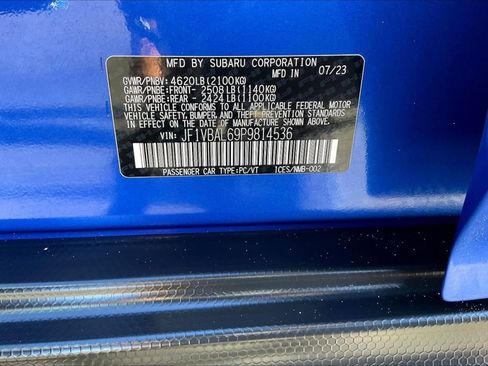 MFD BY SUBARU CORPORATION
MFD IN 07/23
GVWR/PNBV: 4620LB(2100KG)
GAWR/PNBE:FRONT- 2508LB(1140KG)
GAWR/PNBE:REAR - 2424LB(1100KG)
THIS VEHICLE CONFORMS TO ALL APPLICABLE FEDERAL MOTOR
VEHICLE SAFETY, BUMPER, AND THEFT PREVENTION STANDARDS
IN EFFECT ON THE DATE OF MANUFACTURE SHOWN ABOVE.
JF1VBAL69P9814536
PASSENGER CAR TYPE:PC/VT ICES/NMB-002